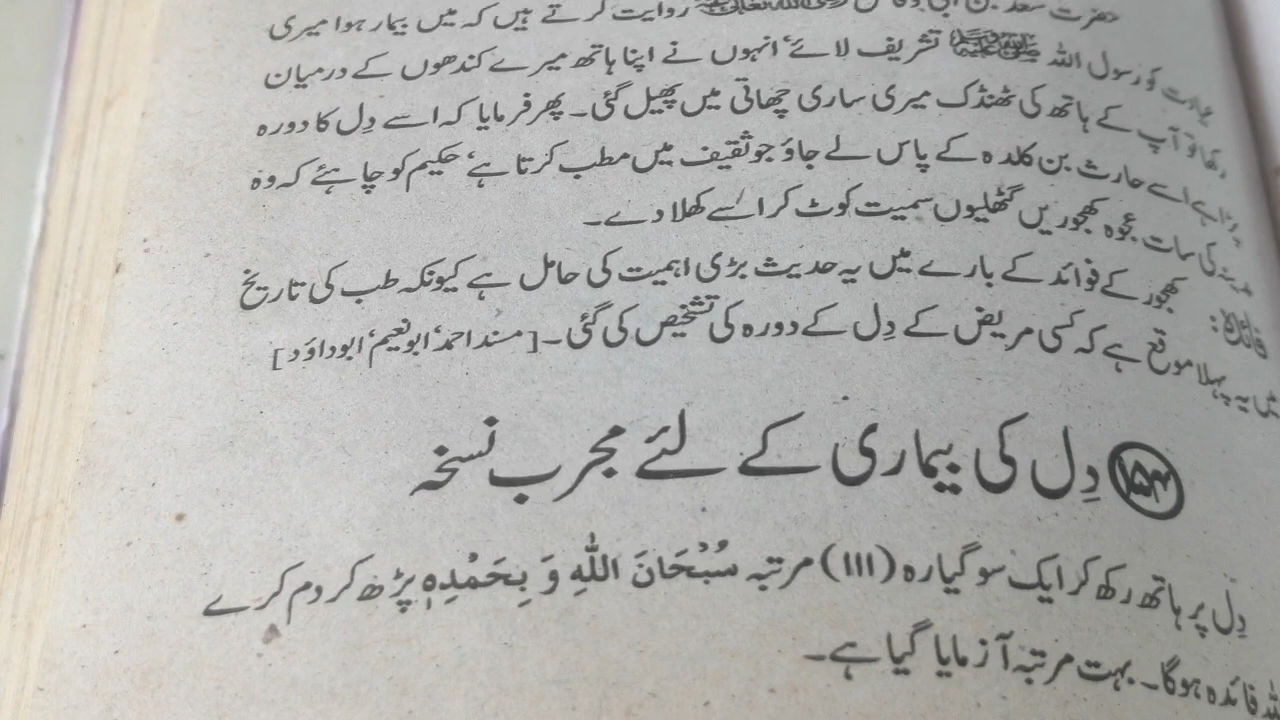 حضرت سعد بن ابی وقاص رضی اللہ تعالیٰ عنہ روایت کرتے ہیں کہ میں بیمار ہوا میری
عیادت کو رسول اللہ ﷺ تشریف لائے’ انہوں نے اپنا ہاتھ میرے کندھوں کے درمیان
رکھا تو آپ کے ہاتھ کی ٹھنڈک میری ساری چھاتی میں پھیل گئی۔ پھر فرمایا کہ اسے دِل کا دورہ
پڑا ہے اسے حارث بن کلدہ کے پاس لے جاؤ جو ثقیف میں مطب کرتا ہے‘ حکیم کو چاہئے کہ وہ
مدینہ کی سات عجوہ کھجوریں گٹھلیوں سمیت کوٹ کر اسے کھلا دے۔
فائدہ: کھجور کے فوائد کے بارے میں یہ حدیث بڑی اہمیت کی حامل ہے کیونکہ طب کی تاریخ
میں یہ پہلا موقع ہے کہ کسی مریض کے دِل کے دورہ کی تشخیص کی گئی۔ [مسند احمد‘ ابو نعیم‘ ابوداؤد]
دِل کی بیماری کے لئے مجرب نسخہ
دِل پر ہاتھ رکھ کر ایک سو گیارہ (۱۱۱) مرتبہ سُبْحَانَ اللّٰهِ وَ بِحَمْدِهٖ پڑھ کر دم کرے
فائدہ ہوگا۔ بہت مرتبہ آزمایا گیا ہے۔